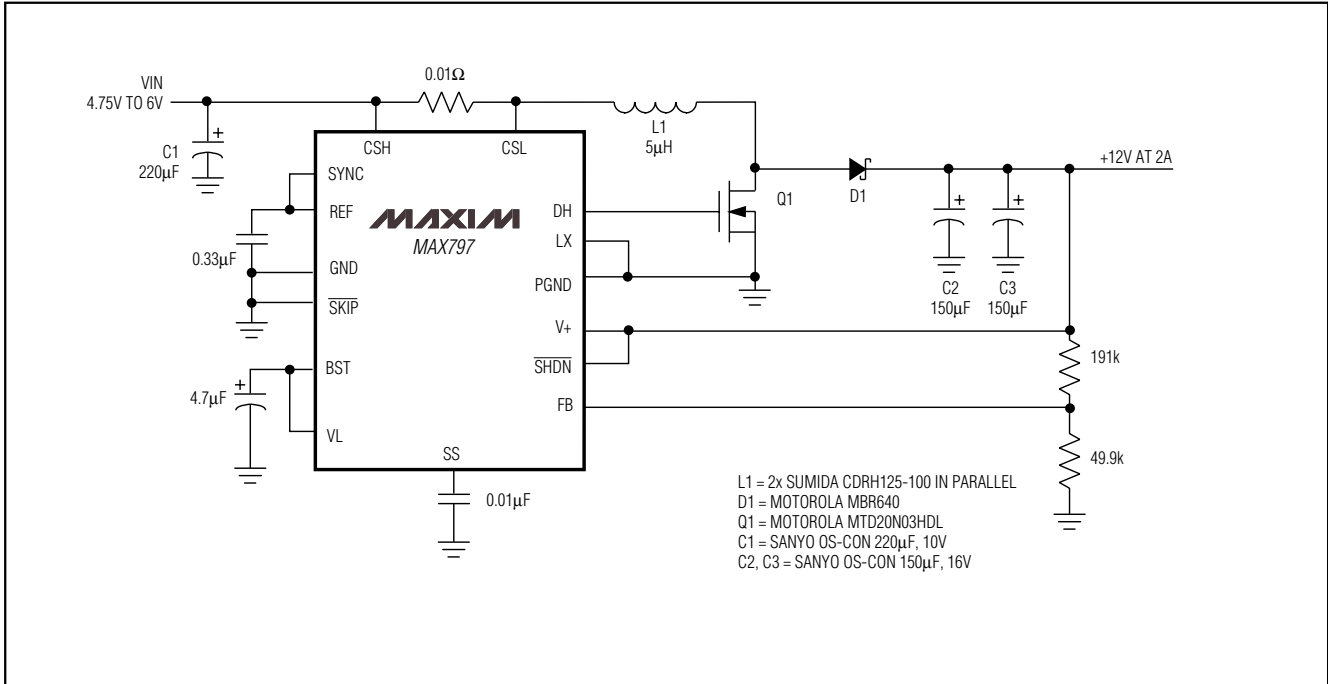 VIN
4.75V TO 6V
0.01Ω
L1
5µH
C1
220µF
CSH
CSL
SYNC
REF
MAXIM
MAX797
DH
LX
PGND
Q1
D1
+12V AT 2A
0.33µF
GND
SKIP
C2
150µF
C3
150µF
V+
SHDN
191k
BST
4.7µF
FB
VL
SS
49.9k
0.01µF
L1 = 2x SUMIDA CDRH125-100 IN PARALLEL
D1 = MOTOROLA MBR640
Q1 = MOTOROLA MTD20N03HDL
C1 = SANYO OS-CON 220µF, 10V
C2, C3 = SANYO OS-CON 150µF, 16V